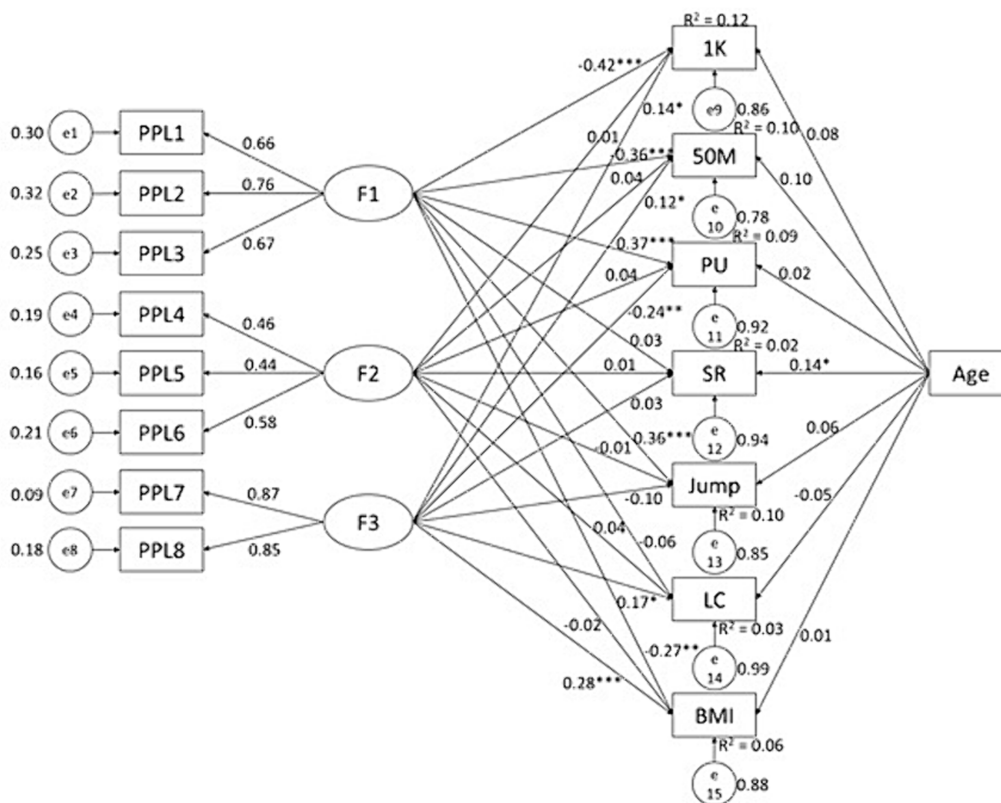 R² = 0.12
1K
-0.42***
0.30
e1
PPL1
0.66
0.01
0.14*
e9
0.86
0.08
R² = 0.10
50M
-0.36***
0.04
0.10
0.32
e2
PPL2
0.76
F1
0.12*
e
10
0.78
R² = 0.09
0.25
e3
PPL3
0.67
-0.37***
PU
0.02
0.04
0.19
e4
PPL4
0.46
-0.24**
e
11
0.92
0.03
R² = 0.02
0.16
e5
PPL5
0.44
F2
0.01
SR
0.14*
Age
0.03
0.21
e6
PPL6
0.58
0.36***
e
12
0.94
0.06
-0.01
0.09
e7
PPL7
0.87
Jump
-0.10
-0.05
R² = 0.10
F3
0.18
e8
PPL8
0.85
0.04
-0.06
e
13
0.85
0.17*
LC
-0.02
R² = 0.03
0.01
-0.27**
e
14
0.99
0.28***
BMI
R² = 0.06
e
15
0.88